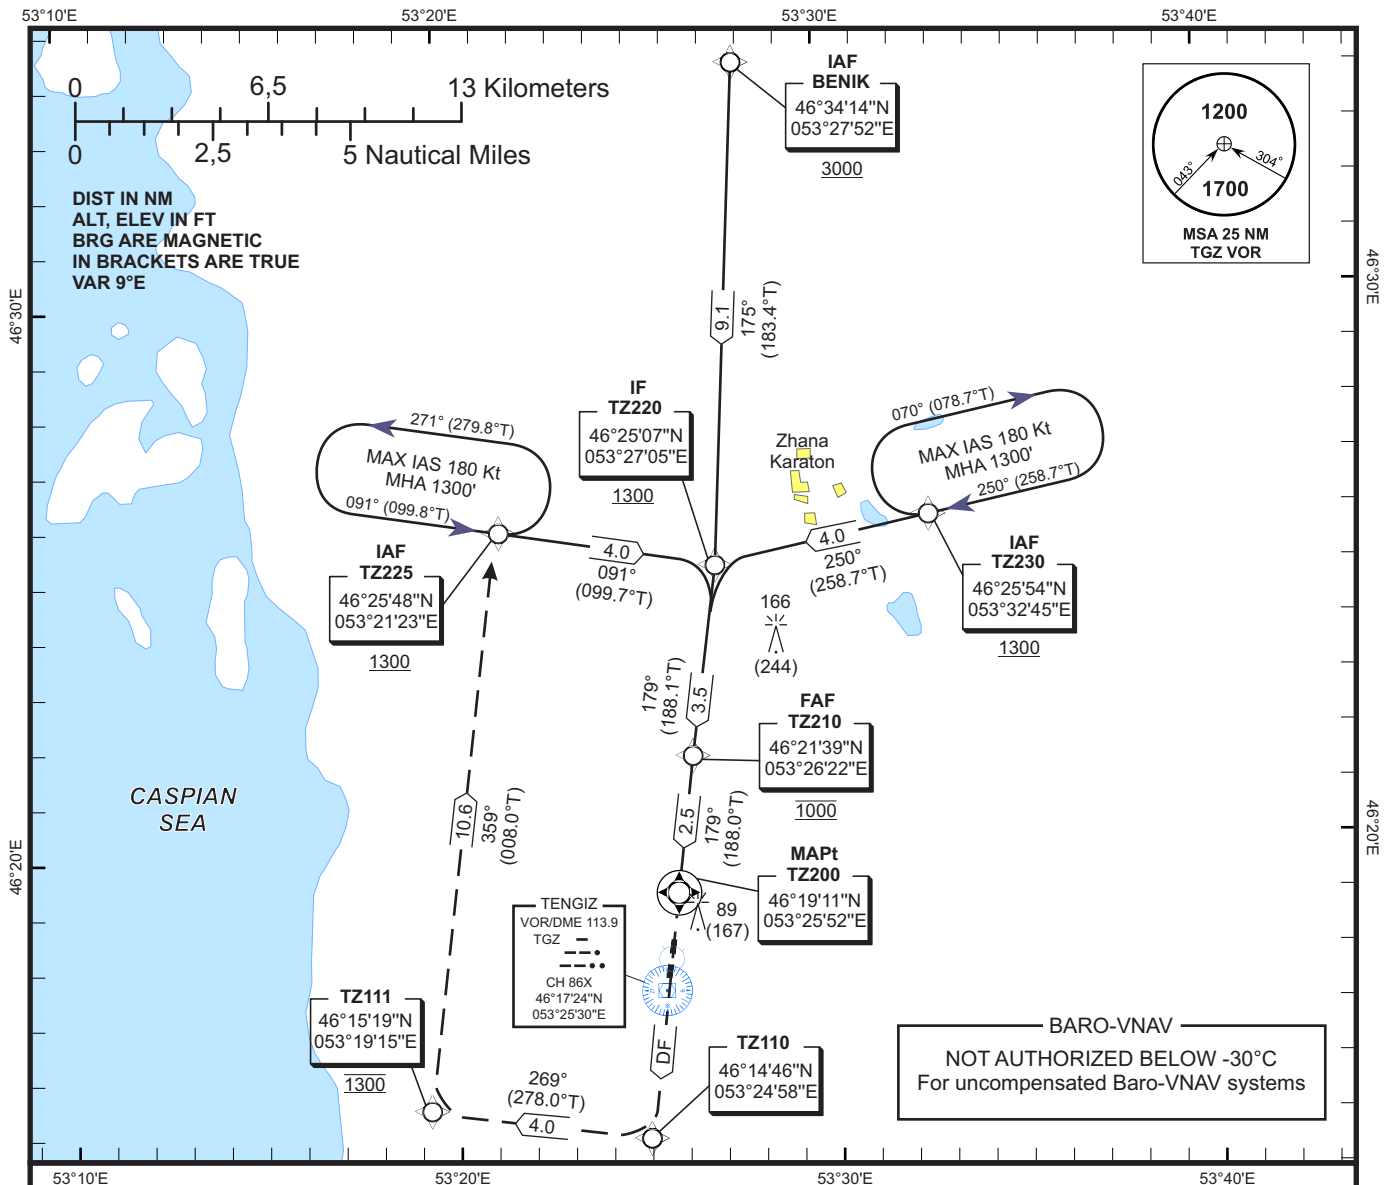 53°10'E
53°20'E
53°30'E
53°40'E
0
6,5
13 Kilometers
0
2,5
5 Nautical Miles
DIST IN NM
ALT, ELEV IN FT
BRG ARE MAGNETIC
IN BRACKETS ARE TRUE
VAR 9°E
IAF
BENIK
46°34'14"N
053°27'52"E
3000
1200
043°
304°
1700
MSA 25 NM
TGZ VOR
46°30'E
46°30'E
9.1
175°
(183.4°T)
IF
TZ220
46°25'07"N
053°27'05"E
1300
271° (279.8°T)
MAX IAS 180 Kt
MHA 1300'
091° (099.8°T)
070° (078.7°T)
MAX IAS 180 Kt
MHA 1300'
250° (258.7°T)
Zhana
Karaton
IAF
TZ225
46°25'48"N
053°21'23"E
1300
4.0
091°
(099.7°T)
4.0
250°
(258.7°T)
IAF
TZ230
46°25'54"N
053°32'45"E
1300
166
(244)
179°
(188.1°T)
3.5
FAF
TZ210
46°21'39"N
053°26'22"E
1000
CASPIAN
SEA
10.6
359°
(008.0°T)
2.5
179°
(188.0°T)
46°20'E
46°20'E
MAPt
TZ200
46°19'11"N
053°25'52"E
89
(167)
TENGIZ
VOR/DME 113.9
TGZ
CH 86X
46°17'24"N
053°25'30"E
TZ111
46°15'19"N
053°19'15"E
1300
DF
TZ110
46°14'46"N
053°24'58"E
269°
(278.0°T)
4.0
BARO-VNAV
NOT AUTHORIZED BELOW -30°C
For uncompensated Baro-VNAV systems
53°10'E
53°20'E
53°30'E
53°40'E